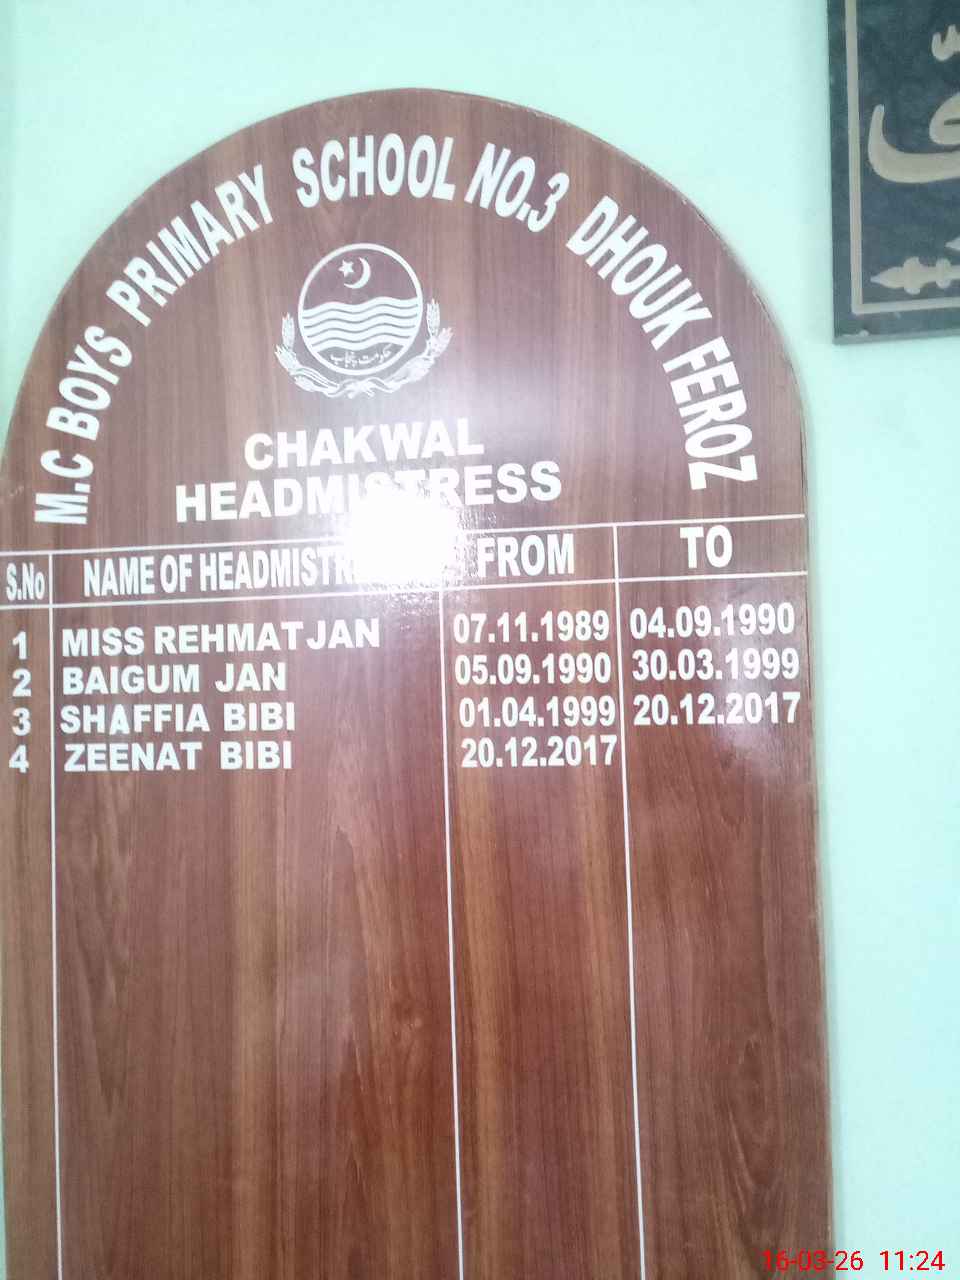 M.C BOYS PRIMARY SCHOOL NO.3 DHOUK FEROZ
حکومت پنجاب
CHAKWAL
HEADMISTRESS
S.No NAME OF HEADMISTR FROM TO
1 MISS REHMAT JAN 07.11.1989 04.09.1990
2 BAIGUM JAN 05.09.1990 30.03.1999
3 SHAFFIA BIBI 01.04.1999 20.12.2017
4 ZEENAT BIBI 20.12.2017
16-03-26 11:24